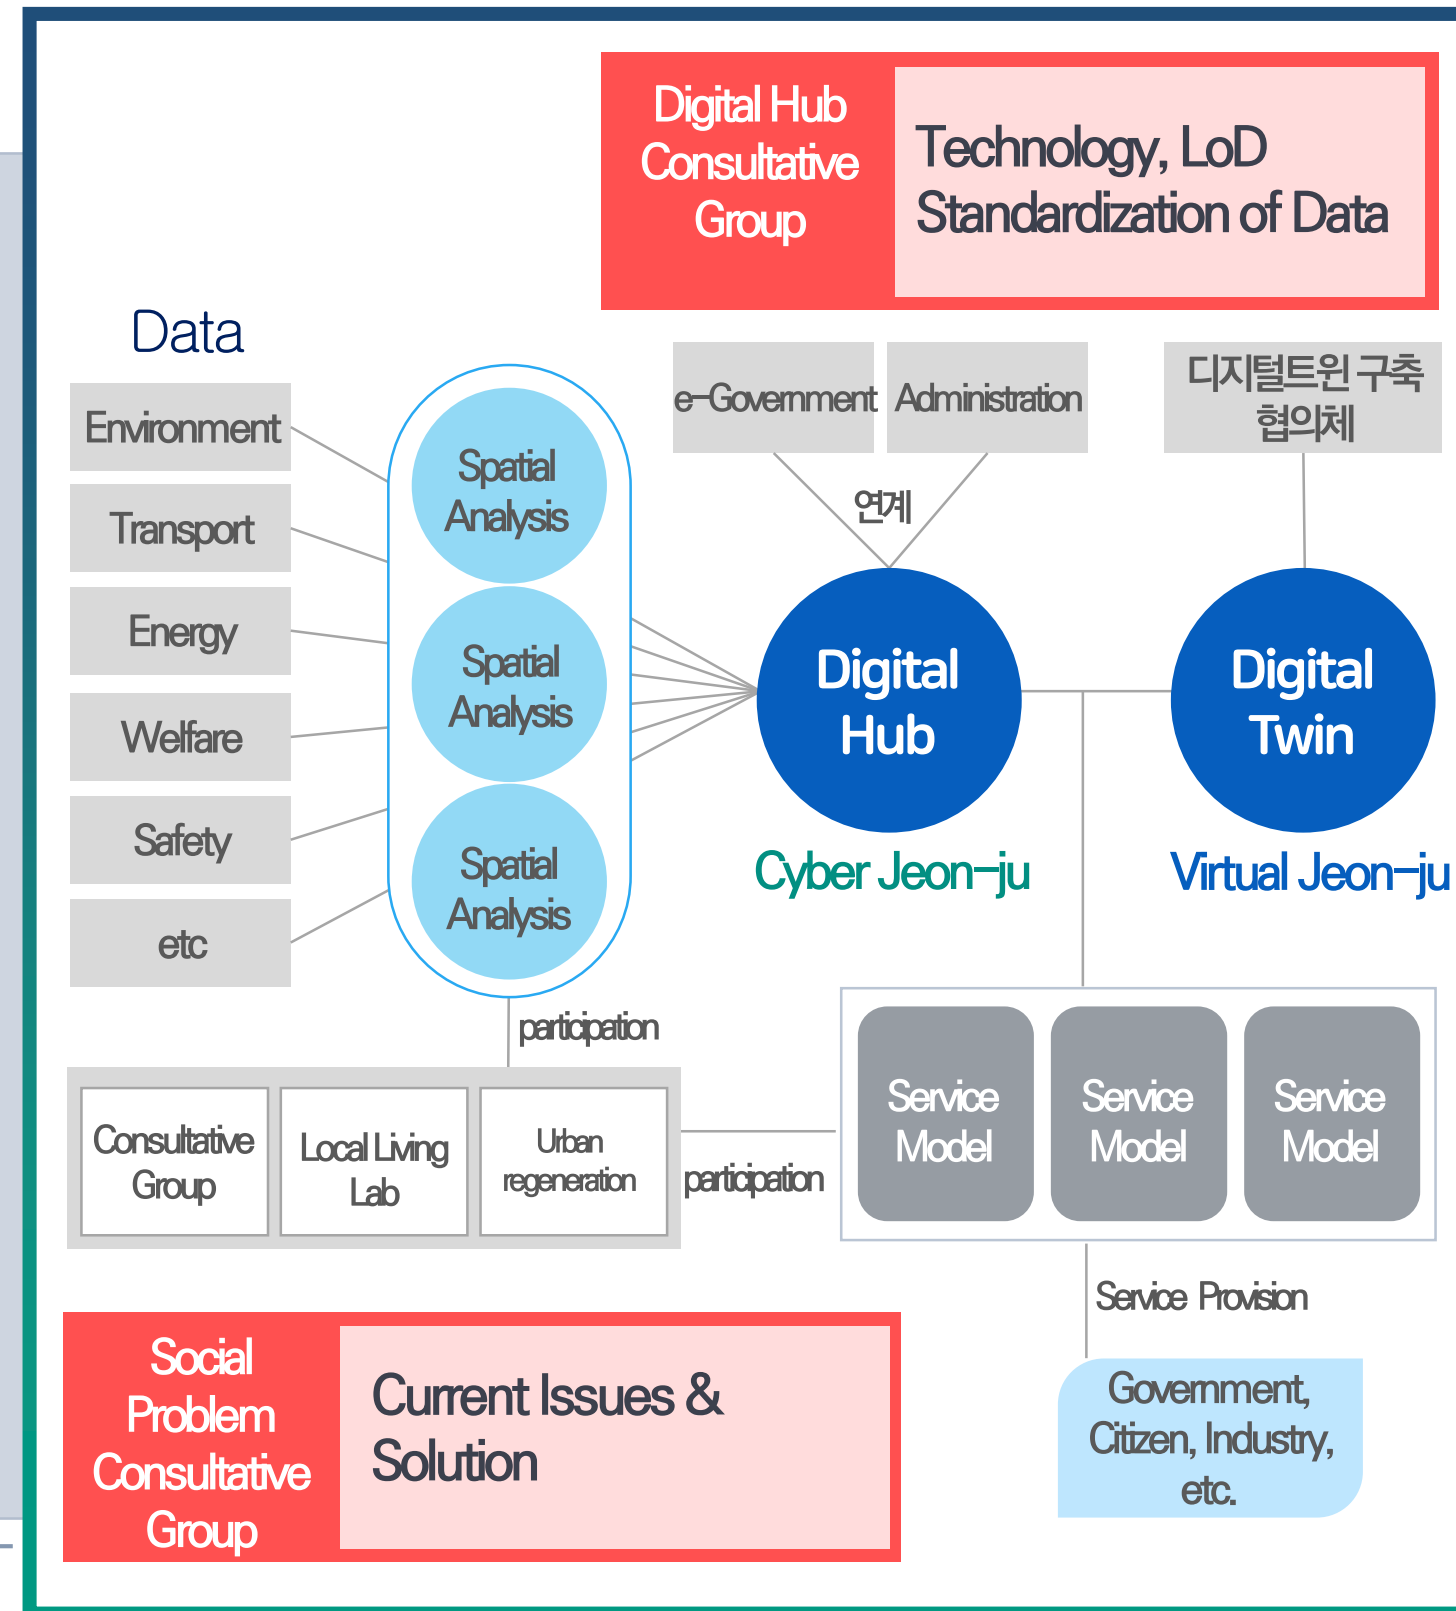 Digital Hub
Consultative
Group
Technology, LoD
Standardization of Data
Data
Environment
Transport
Energy
Welfare
Safety
etc
Spatial
Analysis
Spatial
Analysis
Spatial
Analysis
e-Government
Administration
연계
디지털트윈 구축
협의체
Digital
Hub
Cyber Jeon-ju
Digital
Twin
Virtual Jeon-ju
participation
Consultative
Group
Local Living
Lab
Urban
regeneration
participation
Service
Model
Service
Model
Service
Model
Service Provision
Government,
Citizen, Industry,
etc.
Social
Problem
Consultative
Group
Current Issues &
Solution